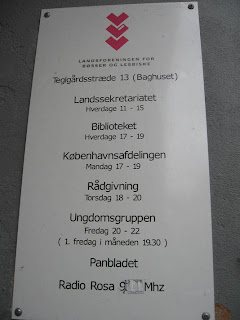 LANDSFORENINGEN FOR
BØSSER OG LESBISKE
Teglgårdsstræde 13 (Baghuset)
Landssekretariatet
Hverdage 11 - 15
Biblioteket
Hverdage 17 - 19
Københavnsafdelingen
Mandag 17 - 19
Rådgivning
Torsdag 18 - 20
Ungdomsgruppen
Fredag 20 - 22
( 1. fredag i måneden 19.30 )
Panbladet
Radio Rosa Mhz